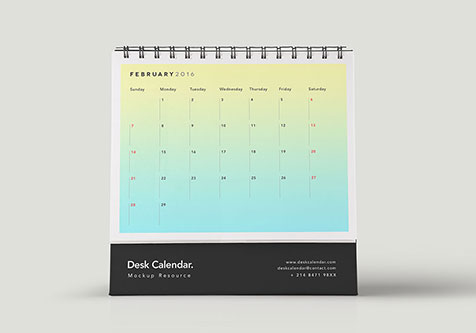 FEBRUARY2016
Sunday Monday Tuesday Wednesday Thursday Friday Saturday
1 2 3 4 5 6
7 8 9 10 11 12 13
14 15 16 17 18 19 20
21 22 23 24 25 26 27
28 29
Desk Calendar.
Mockup Resource
www.deskcalendar.com
deskcalendar@contact.com
+ 214 8471 98XX